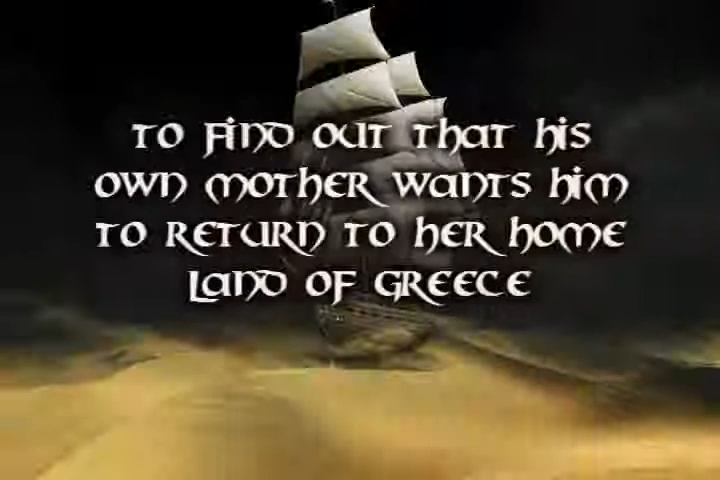 to find out that his
own mother wants him
to return to her home
land of Greece